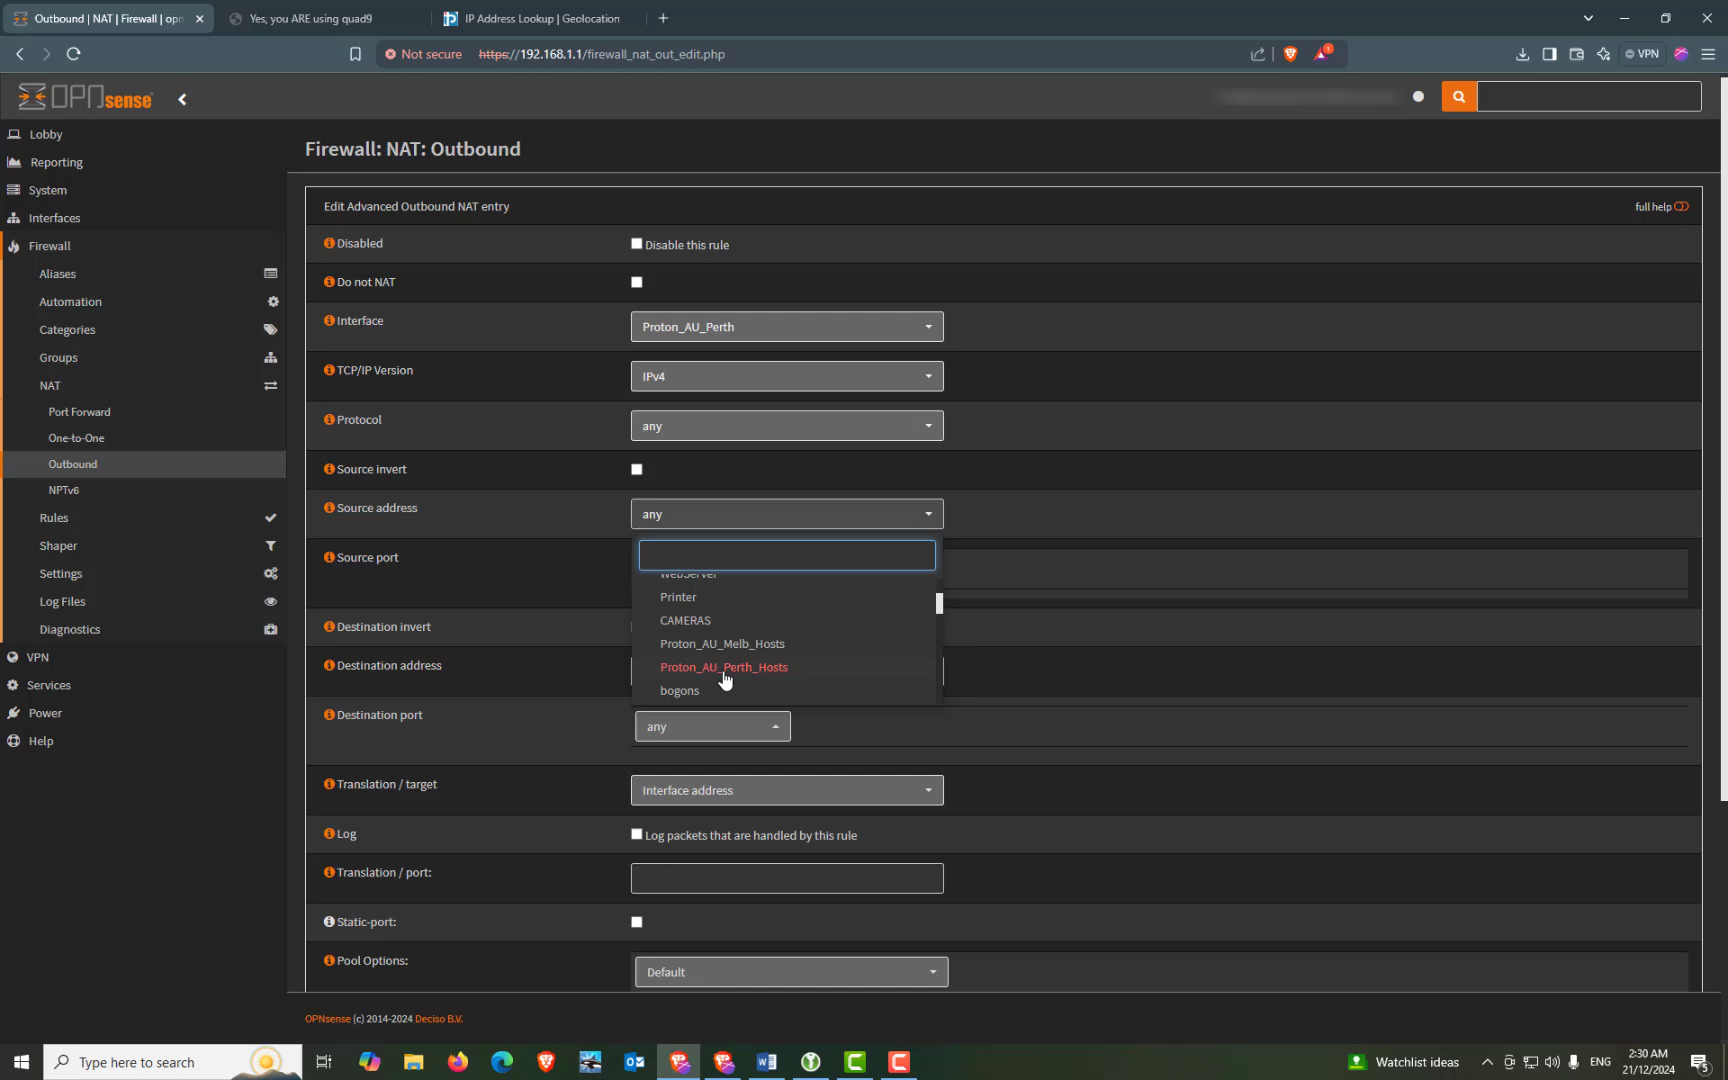 Outbound | NAT | Firewall | opn
Yes, you ARE using quad9
IP Address Lookup | Geolocation
Not secure
https://192.168.1.1/firewall_nat_out_edit.php
1
VPN
OPNsense
Lobby
Reporting
System
Interfaces
Firewall
Aliases
Automation
Categories
Groups
NAT
Port Forward
One-to-One
Outbound
NPTv6
Rules
Shaper
Settings
Log Files
Diagnostics
VPN
Services
Power
Help
Firewall: NAT: Outbound
Edit Advanced Outbound NAT entry
full help
Disabled
Disable this rule
Do not NAT
Interface
Proton_AU_Perth
TCP/IP Version
IPv4
Protocol
any
Source invert
Source address
any
Source port
WebServer
Printer
CAMERAS
Proton_AU_Melb_Hosts
Proton_AU_Perth_Hosts
bogons
Destination invert
Destination address
Destination port
any
Translation / target
Interface address
Log
Log packets that are handled by this rule
Translation / port:
Static-port:
Pool Options:
Default
OPNsense (c) 2014-2024 Deciso B.V.
Type here to search
Watchlist ideas
ENG
2:30 AM
21/12/2024
5